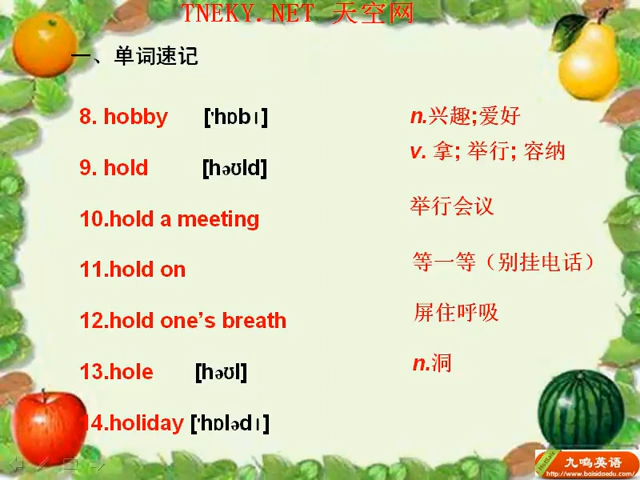 TNEKY.NET 天空网
一、单词速记
8. hobby ['hɒbɪ] n.兴趣;爱好
9. hold [həʊld] v. 拿; 举行; 容纳
10.hold a meeting 举行会议
11.hold on 等一等（别挂电话）
12.hold one’s breath 屏住呼吸
13.hole [həʊl] n.洞
14.holiday ['hɒlədɪ]
九鸣英语